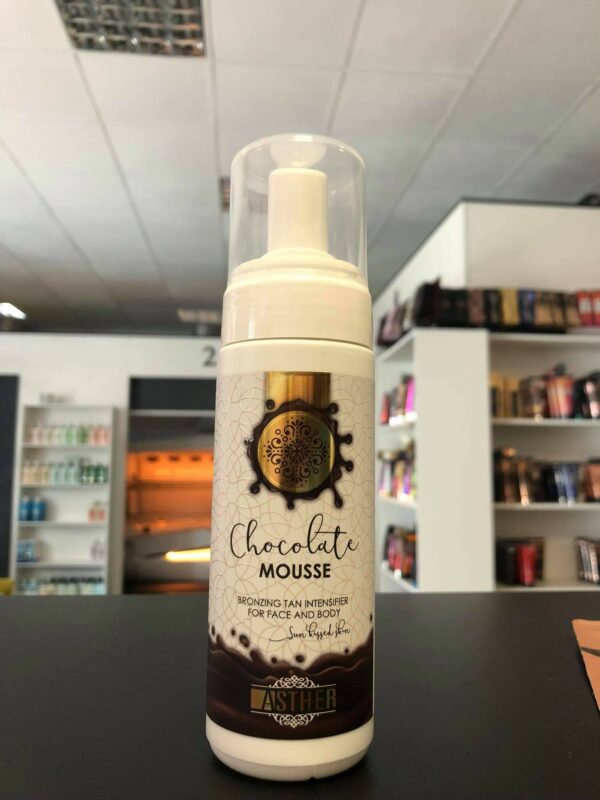 2
Chocolate
MOUSSE
BRONZING TAN INTENSIFIER
FOR FACE AND BODY
Sun kissed skin
ASTHER